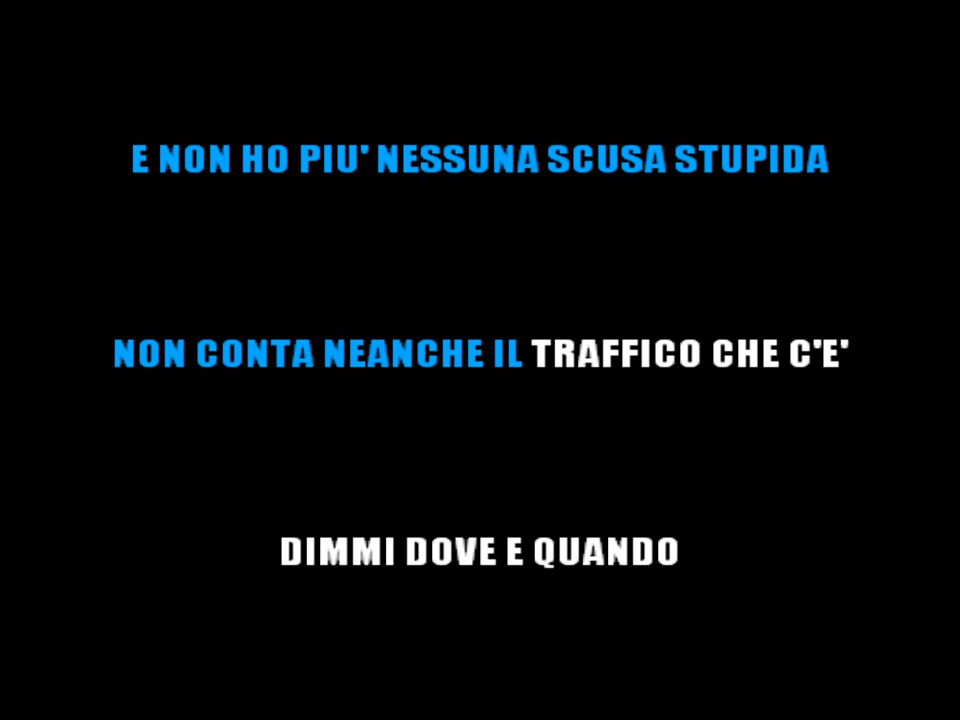 E NON HO PIU' NESSUNA SCUSA STUPIDA
NON CONTA NEANCHE IL TRAFFICO CHE C'E'
DIMMI DOVE E QUANDO